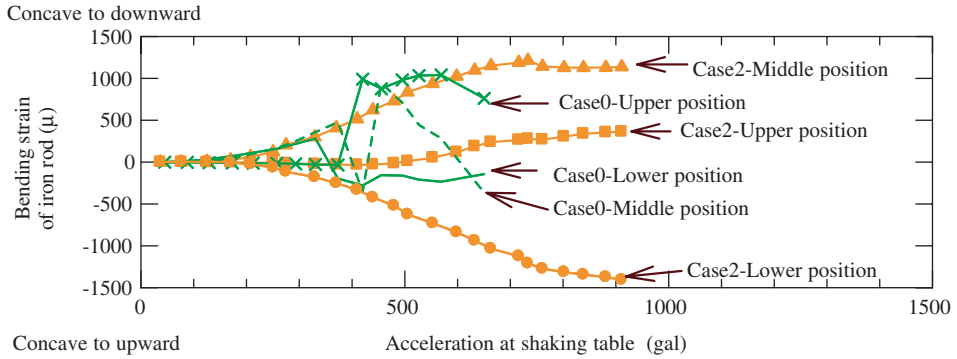 Concave to downward
1500
1000
500
0
-500
-1000
-1500
Bending strain
of iron rod (μ)
Case2-Middle position
Case0-Upper position
Case2-Upper position
Case0-Lower position
Case0-Middle position
Case2-Lower position
0
500
1000
1500
Concave to upward
Acceleration at shaking table (gal)